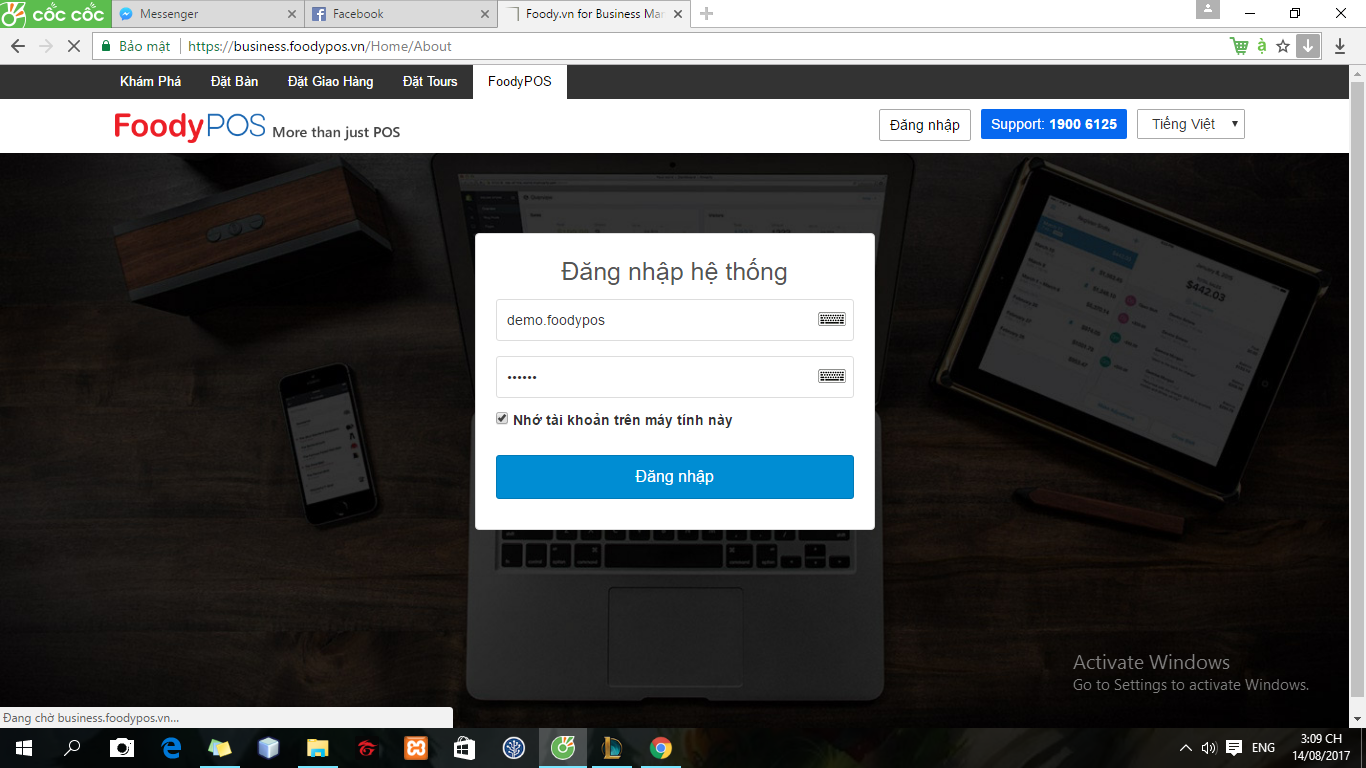 cốc cốc
Messenger
Facebook
Foody.vn for Business Mar
Bảo mật
https://business.foodypos.vn/Home/About
Khám Phá
Đặt Bàn
Đặt Giao Hàng
Đặt Tours
FoodyPOS
FoodyPOS More than just POS
Đăng nhập
Support: 1900 6125
Tiếng Việt
Đăng nhập hệ thống
demo.foodypos
••••••
Nhớ tài khoản trên máy tính này
Đăng nhập
$442.03
Activate Windows
Go to Settings to activate Windows.
Đang chờ business.foodypos.vn...
ENG
3:09 CH
14/08/2017